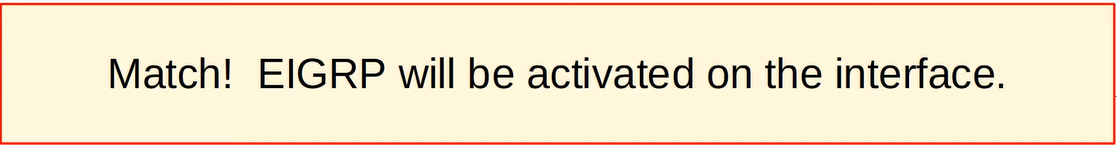 Match!  EIGRP will be activated on the interface.